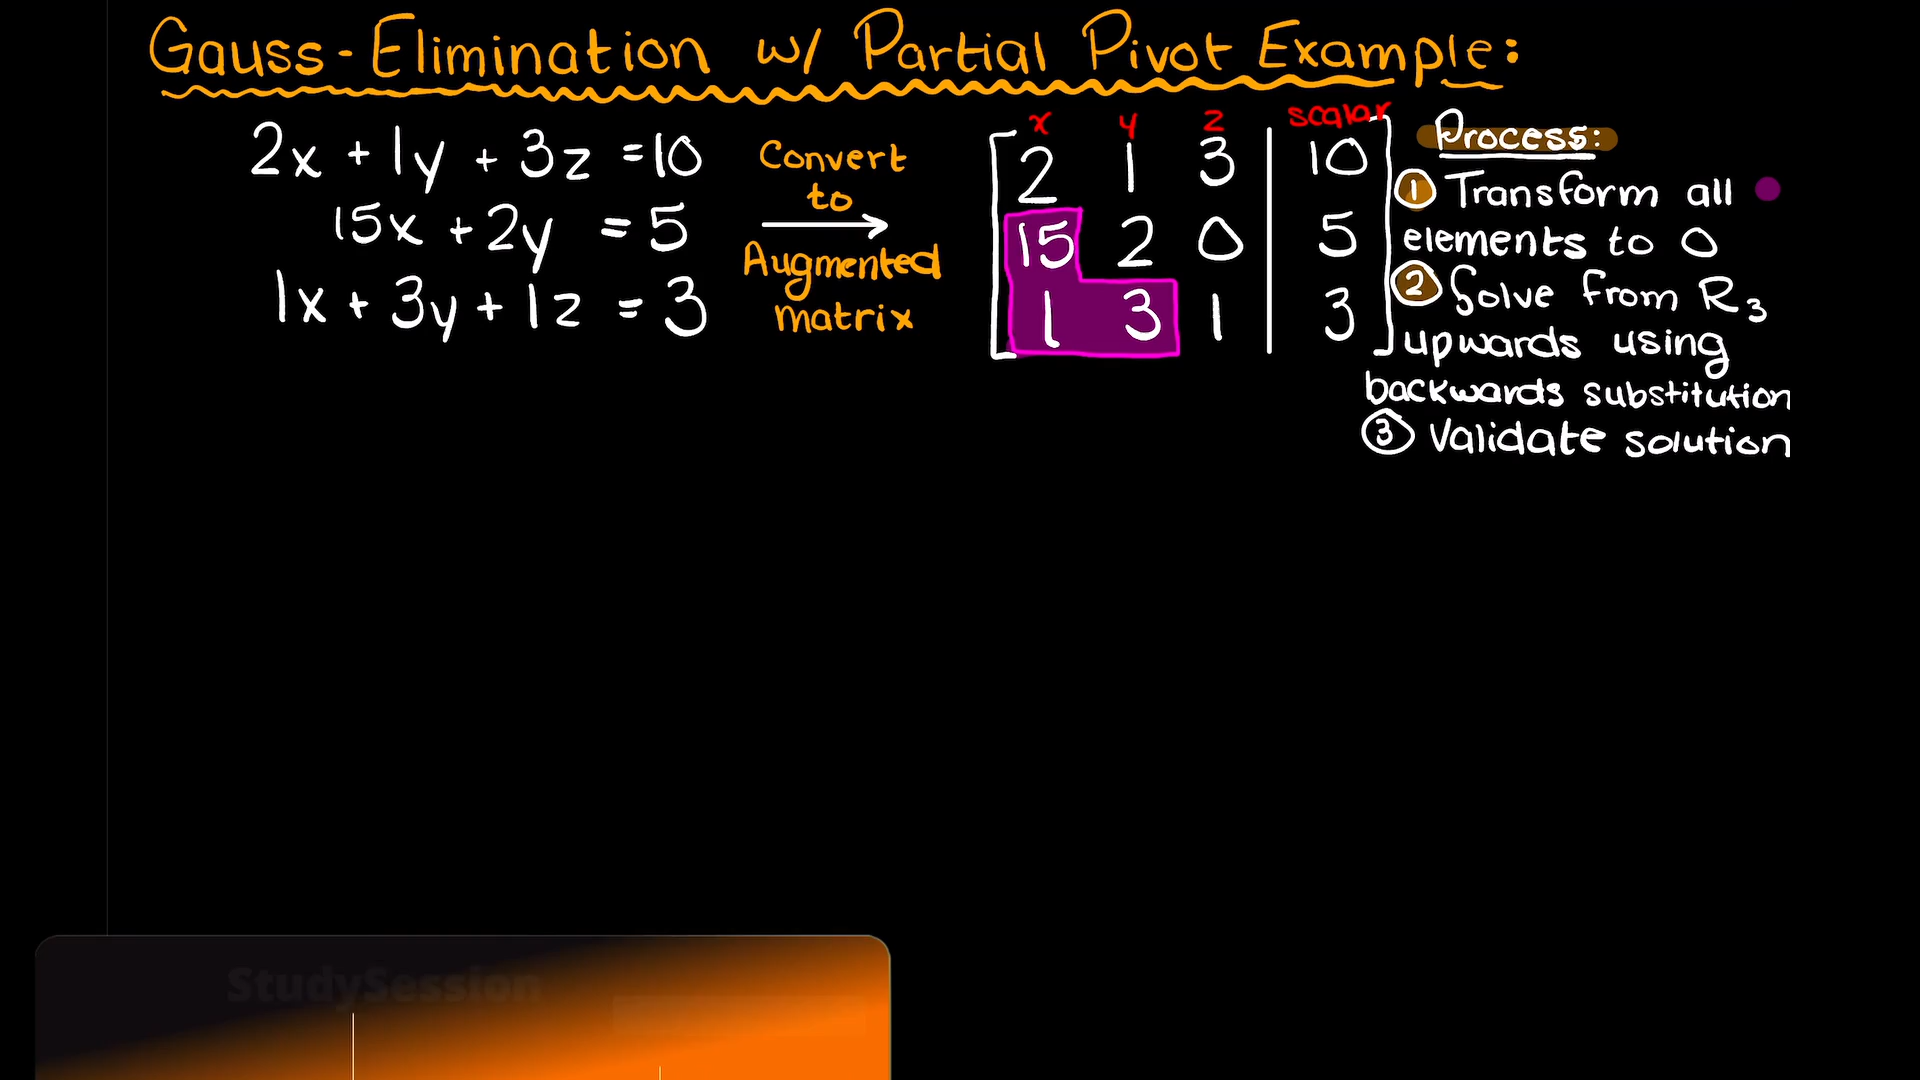 Gauss-Elimination w/ Partial Pivot Example:
2x + 1y + 3z = 10
15x + 2y = 5
1x + 3y + 1z = 3
Convert
to
Augmented
matrix
x y z scalar
2 1 3 10
15 2 0 5
1 3 1 3
Process:
1 Transform all
elements to 0
2 Solve from R3
upwards using
backwards substitution
3 Validate solution
StudySession